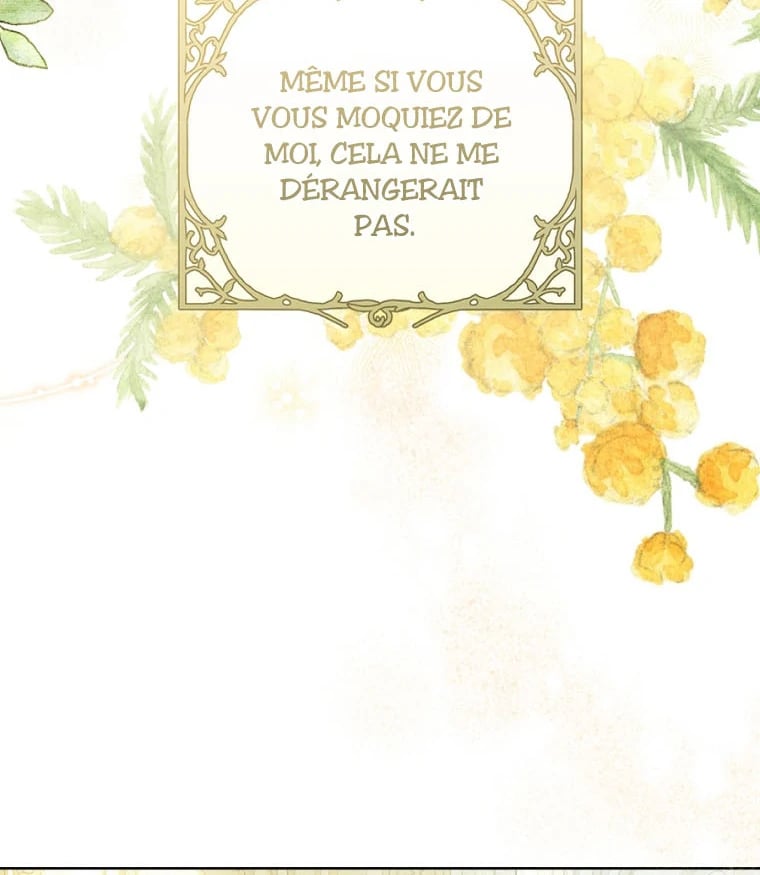 MÊME SI VOUS
VOUS MOQUIEZ DE
MOI, CELA NE ME
DÉRANGERAIT
PAS.